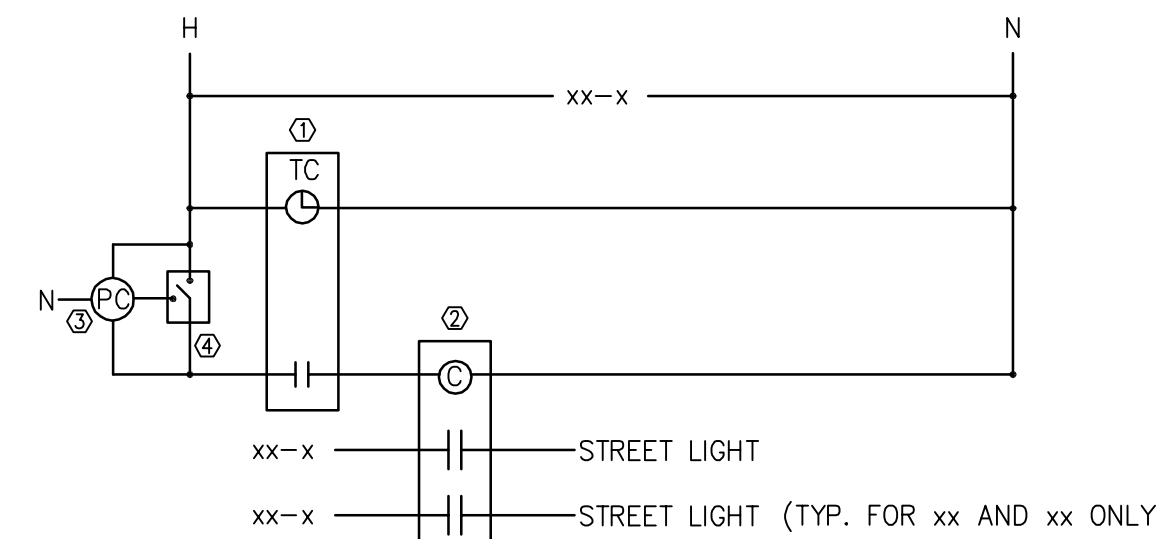 H N
xx-x
1
TC
N PC
3
4
2
C
xx-x STREET LIGHT
xx-x STREET LIGHT (TYP. FOR xx AND xx ONLY